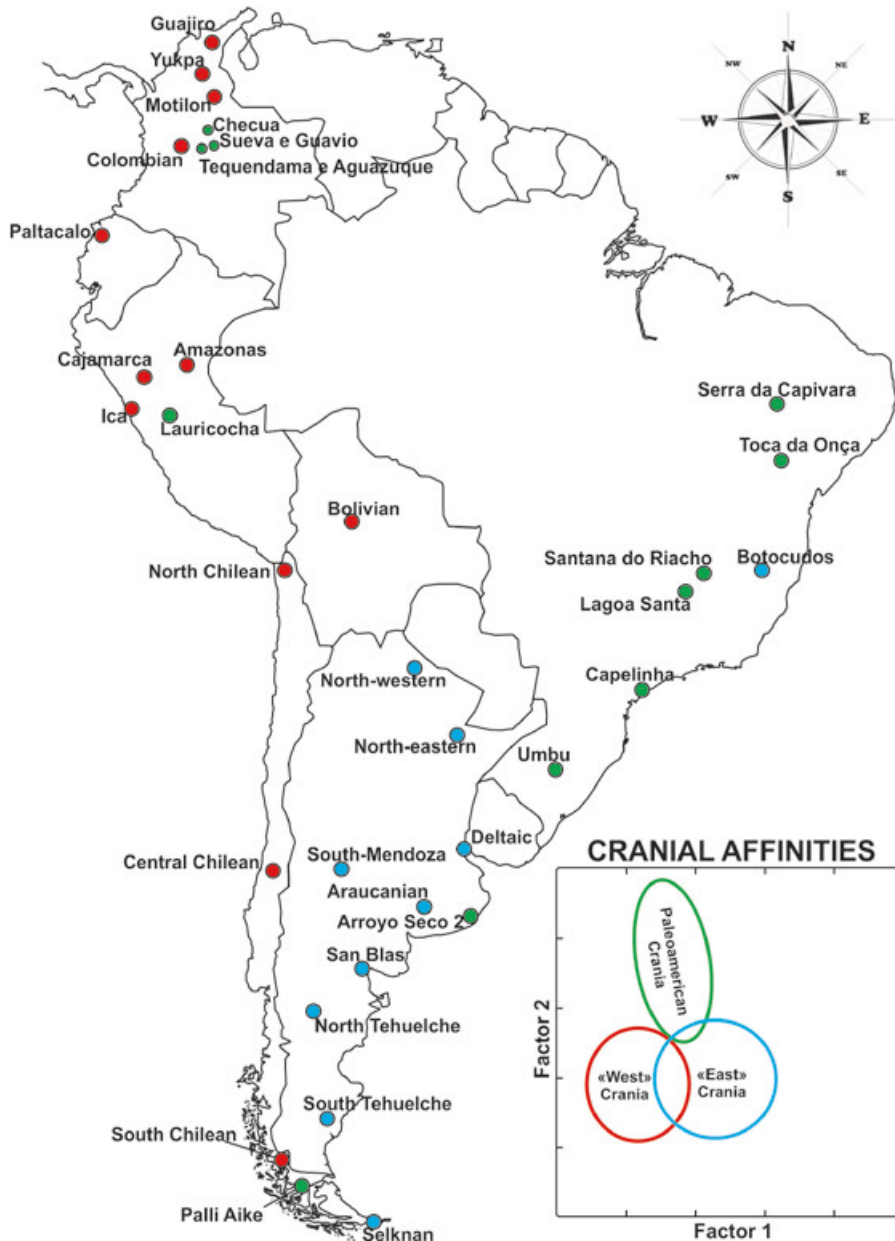 Guajiro
N
NW
NE
Yukpa
Motilon
W
E
Checua
Sueva e Guavio
Colombian
Tequendama e Aguazuque
SW
SE
S
Paltacalo
Cajamarca
Amazonas
Ica
Lauricocha
Serra da Capivara
Toca da Onça
Bolivian
North Chilean
Santana do Riacho
Botocudos
Lagoa Santa
North-western
Capelinha
North-eastern
Umbu
Deltaic
Central Chilean
South-Mendoza
Araucanian
Arroyo Seco 2
San Blas
North Tehuelche
South Tehuelche
South Chilean
Palli Aike
Selknan
CRANIAL AFFINITIES
Paleoamerican
Crania
Factor 2
«West»
Crania
«East»
Crania
Factor 1